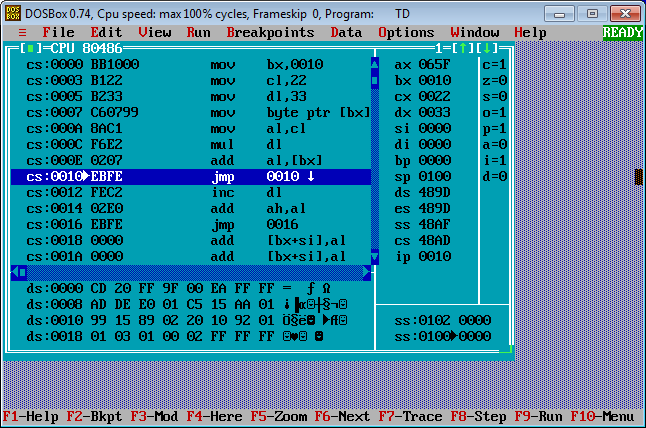 DOSBox 0.74, Cpu speed: max 100% cycles, Frameskip 0, Program: TD
≡ File Edit View Run Breakpoints Data Options Window Help READY
[■]=CPU 80486 1=[↑][↓]
cs:0000 BB1000 mov bx,0010 ax 065F c=1
cs:0003 B122 mov cl,22 bx 0010 z=0
cs:0005 B233 mov dl,33 cx 0022 s=0
cs:0007 C60799 mov byte ptr [bx] dx 0033 o=1
cs:000A 8AC1 mov al,cl si 0000 p=1
cs:000C F6E2 mul dl di 0000 a=0
cs:000E 0207 add al,[bx] bp 0000 i=1
cs:0010►EBFE jmp 0010 ↓ sp 0100 d=0
cs:0012 FEC2 inc dl ds 489D
cs:0014 02E0 add ah,al es 489D
cs:0016 EBFE jmp 0016 ss 48AF
cs:0018 0000 add [bx+si],al cs 48AD
cs:001A 0000 add [bx+si],al ip 0010
ds:0000 CD 20 FF 9F 00 EA FF FF = ƒ Ω
ds:0008 AD DE E0 01 C5 15 AA 01 ¡▐α☺┼§¬☺
ds:0010 99 15 89 02 20 10 92 01 Ö§ë☻ ►Æ☺ ss:0102 0000
ds:0018 01 03 01 00 02 FF FF FF ☺♥☺ ☻ ss:0100►0000
F1-Help F2-Bkpt F3-Mod F4-Here F5-Zoom F6-Next F7-Trace F8-Step F9-Run F10-Menu